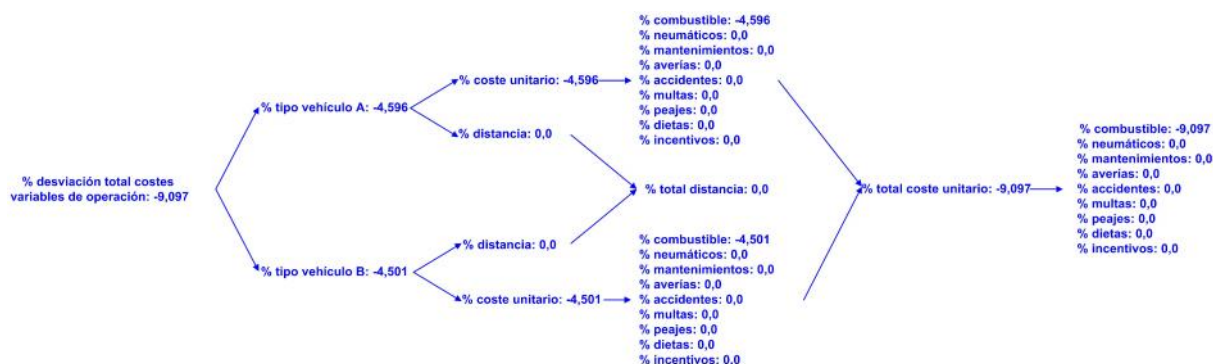 % desviación total costes
variables de operación: -9,097
% tipo vehículo A: -4,596
% tipo vehículo B: -4,501
% coste unitario: -4,596
% distancia: 0,0
% distancia: 0,0
% coste unitario: -4,501
% combustible: -4,596
% neumáticos: 0,0
% mantenimientos: 0,0
% averías: 0,0
% accidentes: 0,0
% multas: 0,0
% peajes: 0,0
% dietas: 0,0
% incentivos: 0,0
% total distancia: 0,0
% combustible: -4,501
% neumáticos: 0,0
% mantenimientos: 0,0
% averías: 0,0
% accidentes: 0,0
% multas: 0,0
% peajes: 0,0
% dietas: 0,0
% incentivos: 0,0
% total coste unitario: -9,097
% combustible: -9,097
% neumáticos: 0,0
% mantenimientos: 0,0
% averías: 0,0
% accidentes: 0,0
% multas: 0,0
% peajes: 0,0
% dietas: 0,0
% incentivos: 0,0